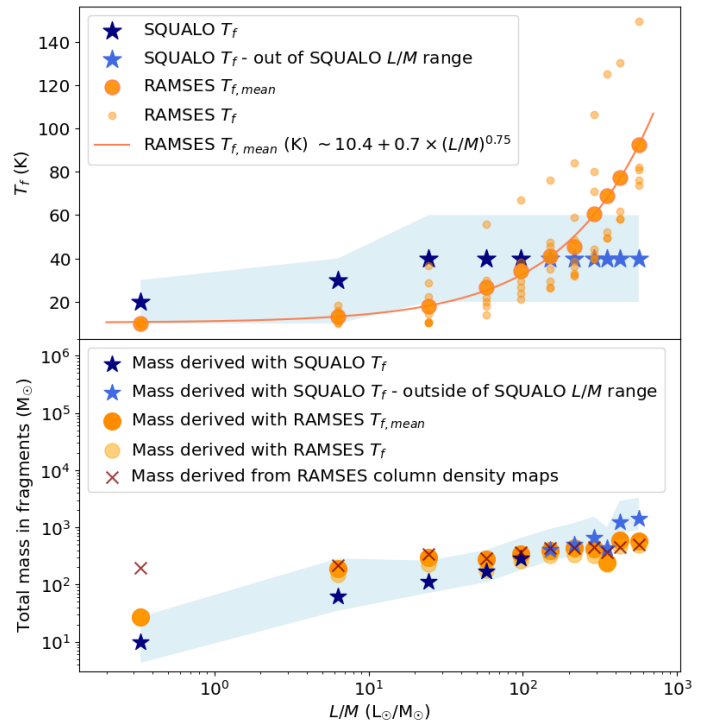 140
120
100
80
60
40
20
T_f (K)
SQUALO T_f
SQUALO T_f - out of SQUALO L/M range
RAMSES T_{f,mean}
RAMSES T_f
RAMSES T_{f,mean} (K) ~ 10.4 + 0.7 × (L/M)^{0.75}
10^6
10^5
10^4
10^3
10^2
10^1
Total mass in fragments (M_⊙)
Mass derived with SQUALO T_f
Mass derived with SQUALO T_f - outside of SQUALO L/M range
Mass derived with RAMSES T_{f,mean}
Mass derived with RAMSES T_f
Mass derived from RAMSES column density maps
10^0 10^1 10^2 10^3
L/M (L_⊙/M_⊙)